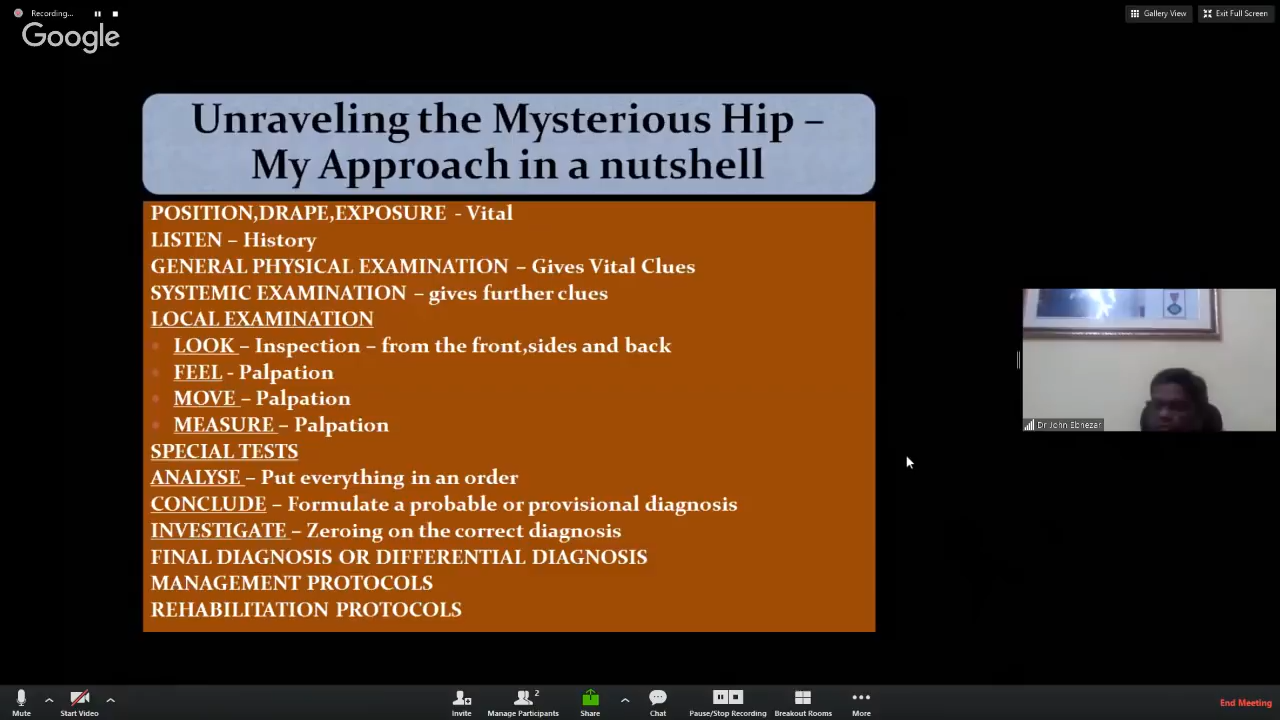 Recording...
Gallery View
Exit Full Screen
Google
Unraveling the Mysterious Hip –
My Approach in a nutshell
POSITION,DRAPE,EXPOSURE - Vital
LISTEN – History
GENERAL PHYSICAL EXAMINATION – Gives Vital Clues
SYSTEMIC EXAMINATION – gives further clues
LOCAL EXAMINATION
LOOK – Inspection – from the front,sides and back
FEEL - Palpation
MOVE – Palpation
MEASURE – Palpation
SPECIAL TESTS
ANALYSE – Put everything in an order
CONCLUDE – Formulate a probable or provisional diagnosis
INVESTIGATE – Zeroing on the correct diagnosis
FINAL DIAGNOSIS OR DIFFERENTIAL DIAGNOSIS
MANAGEMENT PROTOCOLS
REHABILITATION PROTOCOLS
Dr John Ebnezar
2
Mute
Start Video
Invite
Manage Participants
Share
Chat
Pause/Stop Recording
Breakout Rooms
More
End Meeting